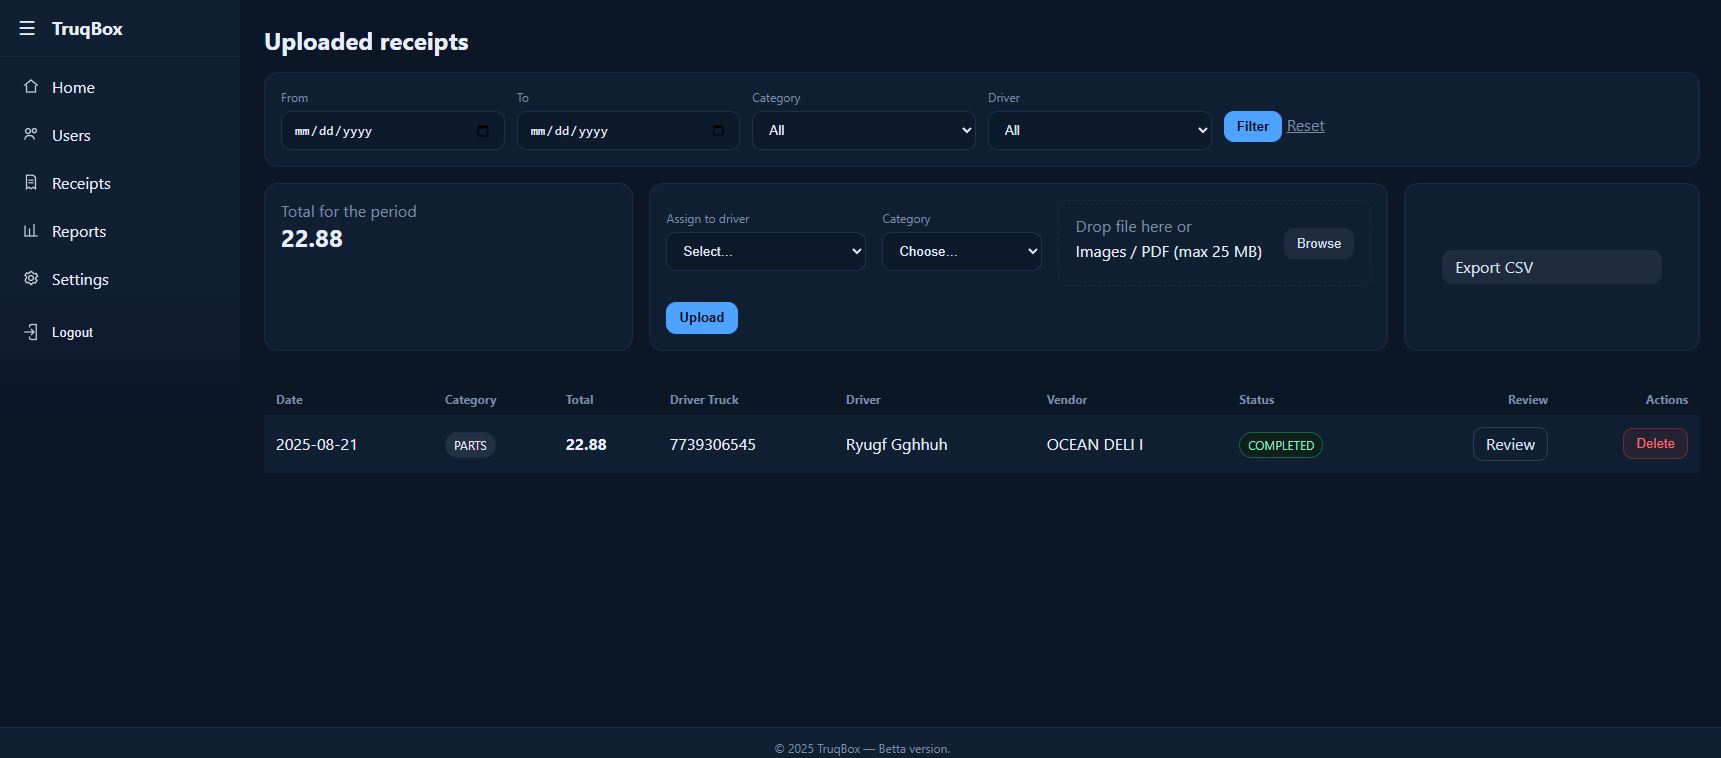 TruqBox
Home
Users
Receipts
Reports
Settings
Logout
Uploaded receipts
From To Category Driver
mm/dd/yyyy mm/dd/yyyy All All Filter Reset
Total for the period
22.88
Assign to driver Category
Select... Choose...
Drop file here or
Images / PDF (max 25 MB)
Browse
Upload
Export CSV
Date Category Total Driver Truck Driver Vendor Status Review Actions
2025-08-21 PARTS 22.88 7739306545 Ryugf Gghhuh OCEAN DELI I COMPLETED Review Delete
© 2025 TruqBox — Betta version.